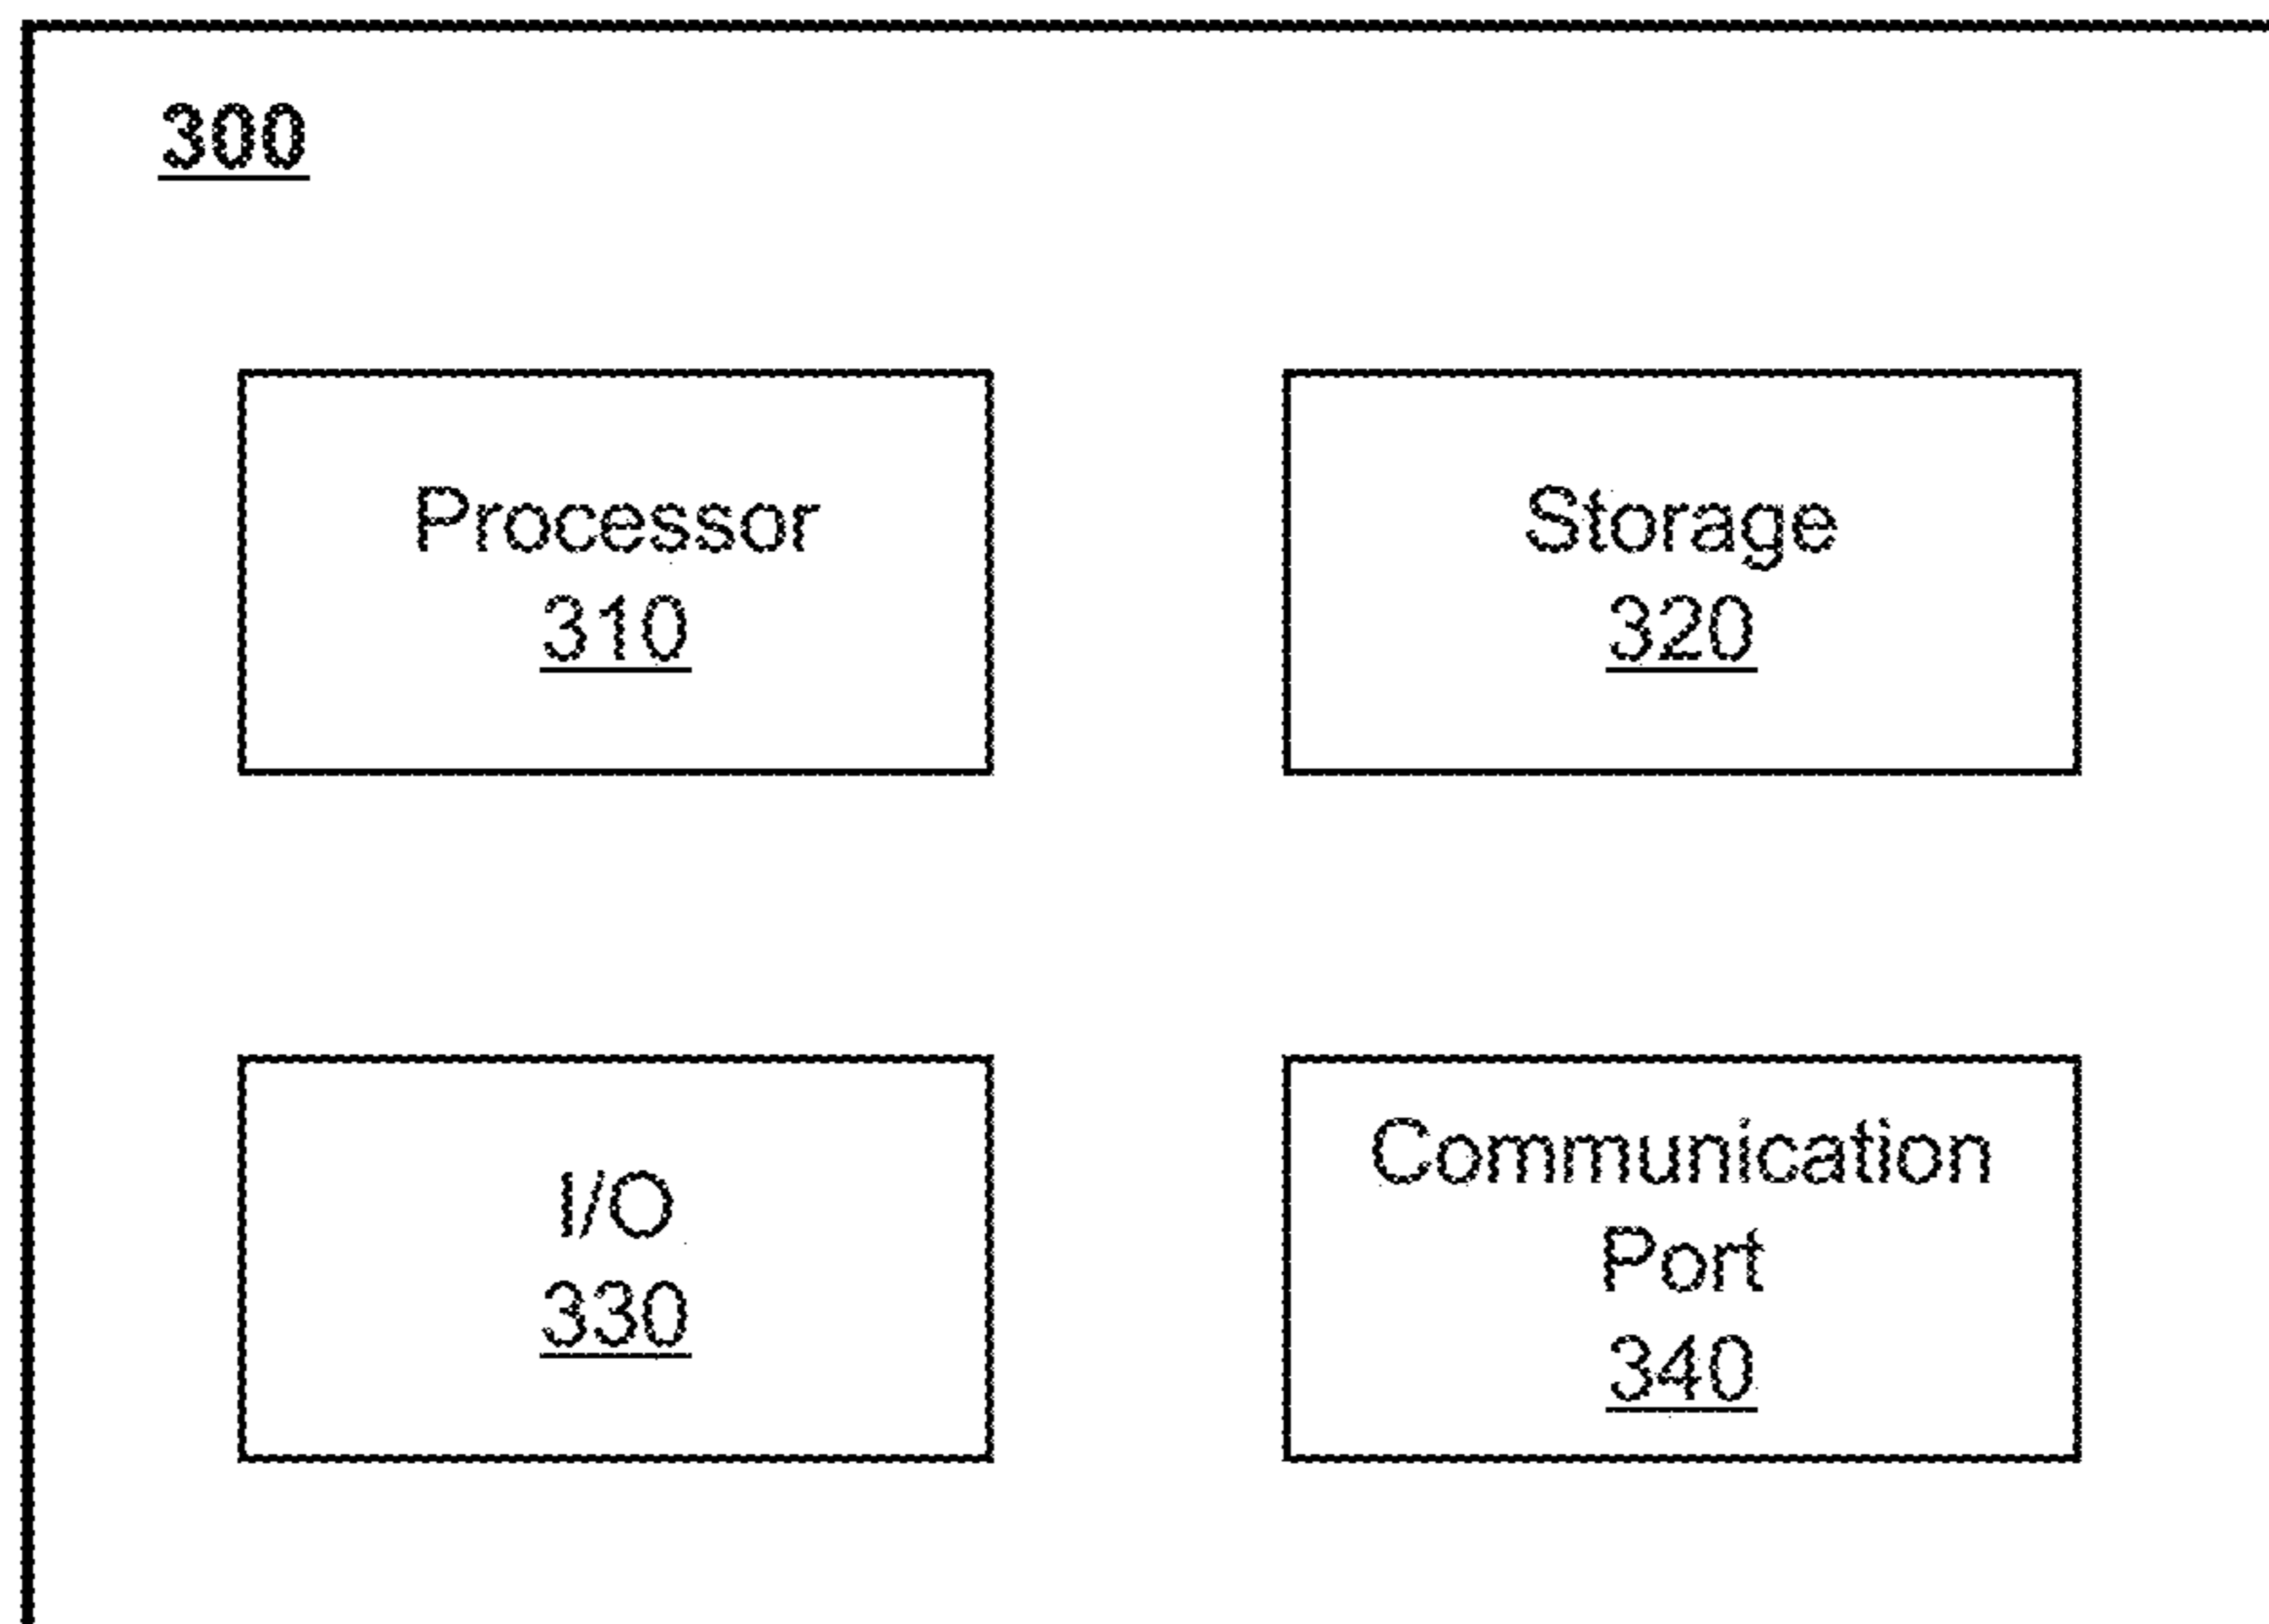 300
Processor
310
Storage
320
I/O
330
Communication
Port
340